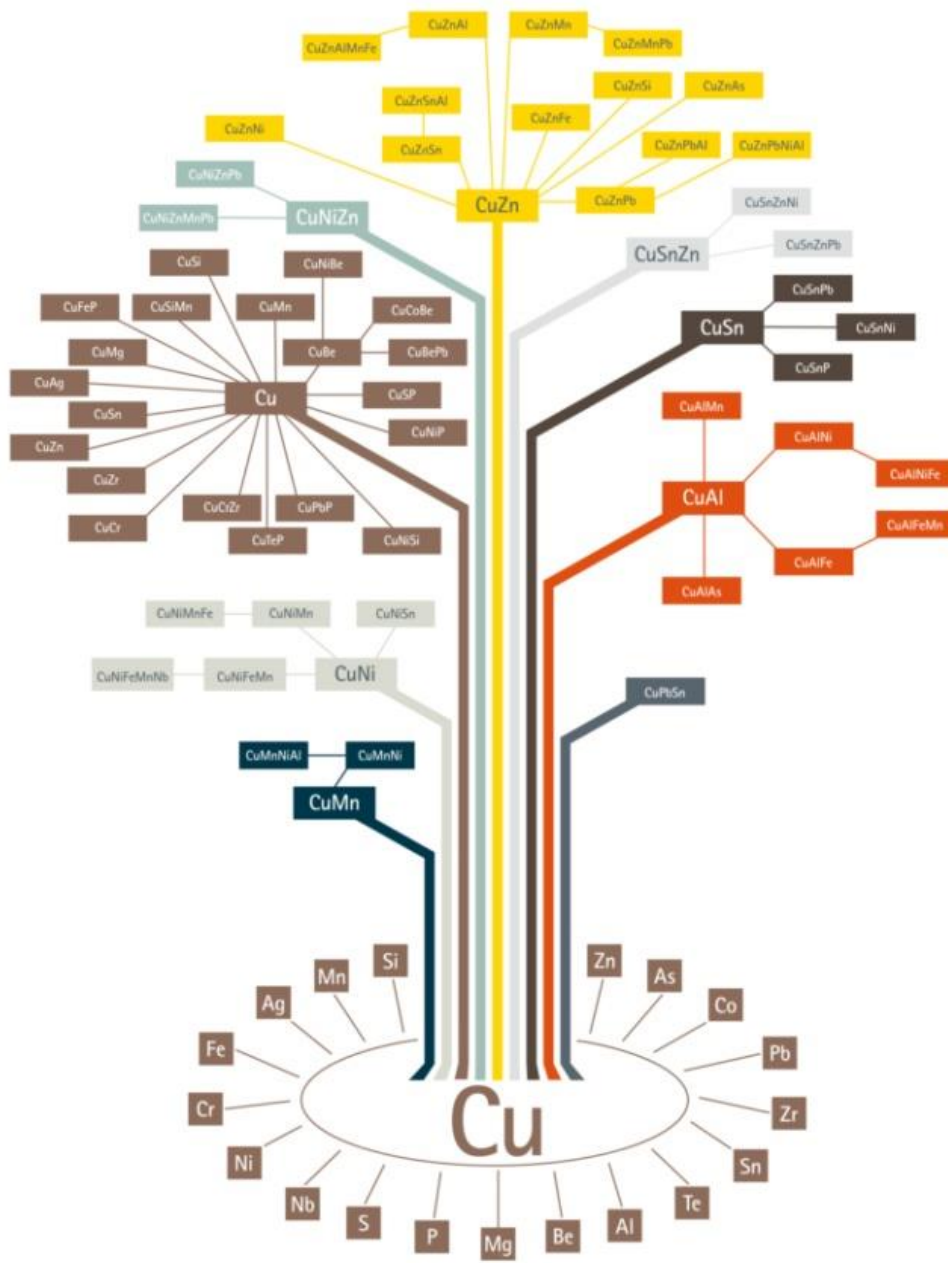 CuZnAl
CuZnMn
CuZnAlMnFe
CuZnMnPb
CuZnSi
CuZnAs
CuZnSnAl
CuZnFe
CuZnNi
CuZnSn
CuZnPbAl
CuZnPbNiAl
CuZn
CuZnPb
CuNiZnPb
CuNiZnMnPb
CuNiZn
CuSnZnNi
CuSnZn
CuSnZnPb
CuSi
CuNiBe
CuFeP
CuSiMn
CuMn
CuCoBe
CuMg
CuBe
CuBePb
CuAg
Cu
CuSP
CuSn
CuNiP
CuZn
CuZr
CuCrZr
CuPbP
CuCr
CuTeP
CuNiSi
CuSnPb
CuSn
CuSnNi
CuSnP
CuAlMn
CuAlNi
CuAlNiFe
CuAl
CuAlFeMn
CuAlFe
CuAlAs
CuNiMnFe
CuNiMn
CuNiSn
CuNiFeMnNb
CuNiFeMn
CuNi
CuPbSn
CuMnNiAl
CuMnNi
CuMn
Si
Zn
Mn
As
Ag
Co
Fe
Pb
Cr
Cu
Zr
Ni
Sn
Nb
Te
S
Al
P
Be
Mg